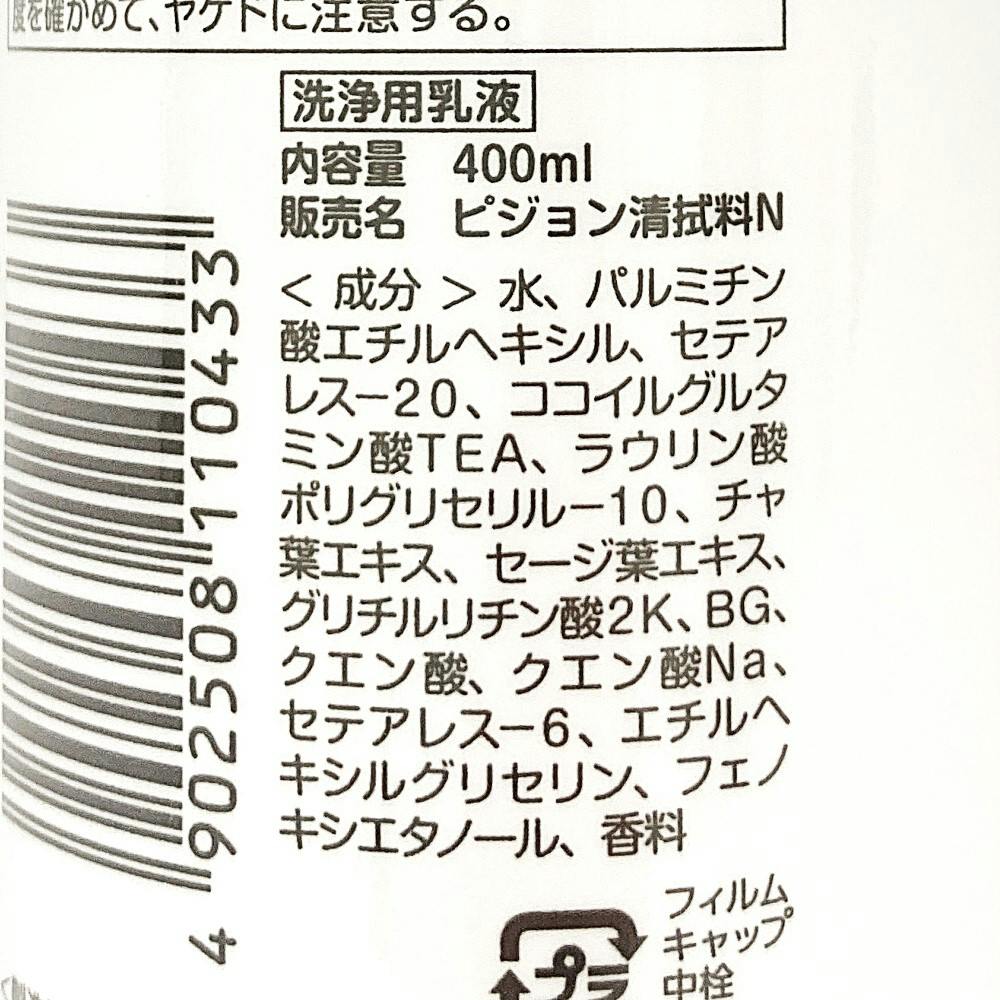 度を確かめて、ヤケドに注意する。
洗浄用乳液
内容量 400ml
販売名 ピジョン清拭料N
<成分>水、パルミチン
酸エチルヘキシル、セテア
レスー20、ココイルグルタ
ミン酸TEA、ラウリン酸
ポリグリセリルー10、チャ
葉エキス、セージ葉エキス、
グリチルリチン酸2K、BG、
クエン酸、クエン酸Na、
セテアレスー6、エチルヘ
キシルグリセリン、フェノ
キシエタノール、香料
4902508110433
フィルム
キャップ
中栓
プラ